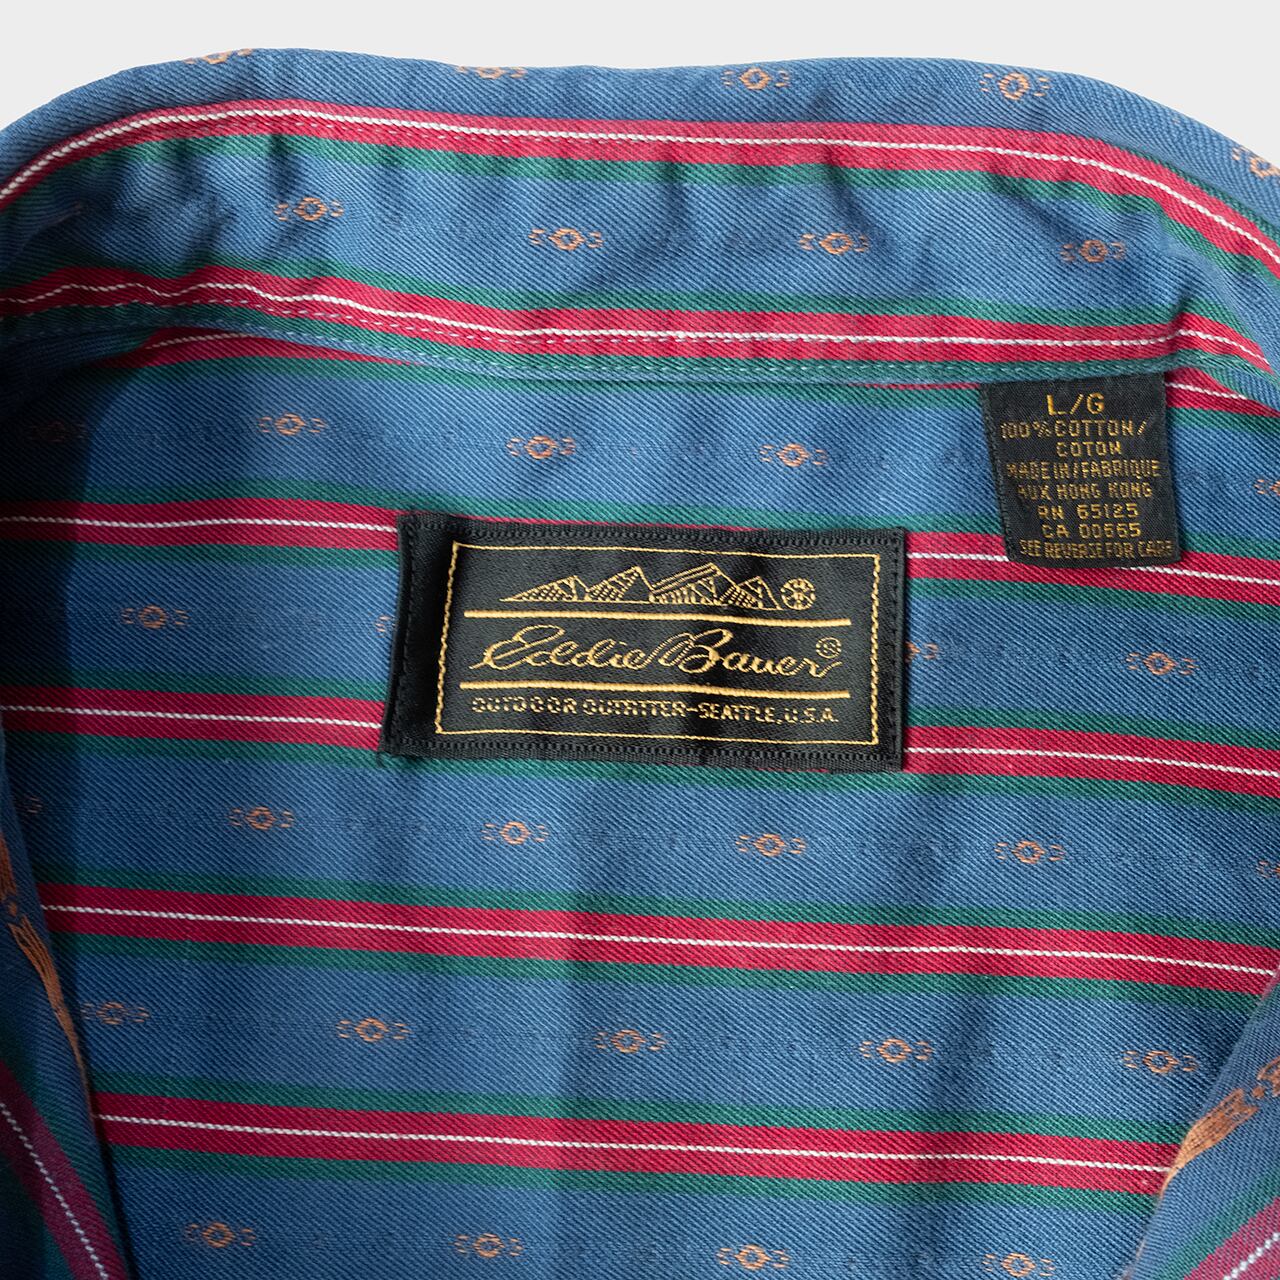 L/G
100% COTTON/
COTON
MADE IN/FABRIQUE
AUX HONG KONG
RN 65125
CA 00665
SEE REVERSE FOR CARE
Eddie Bauer®
OUTDOOR OUTFITTER-SEATTLE, U.S.A.